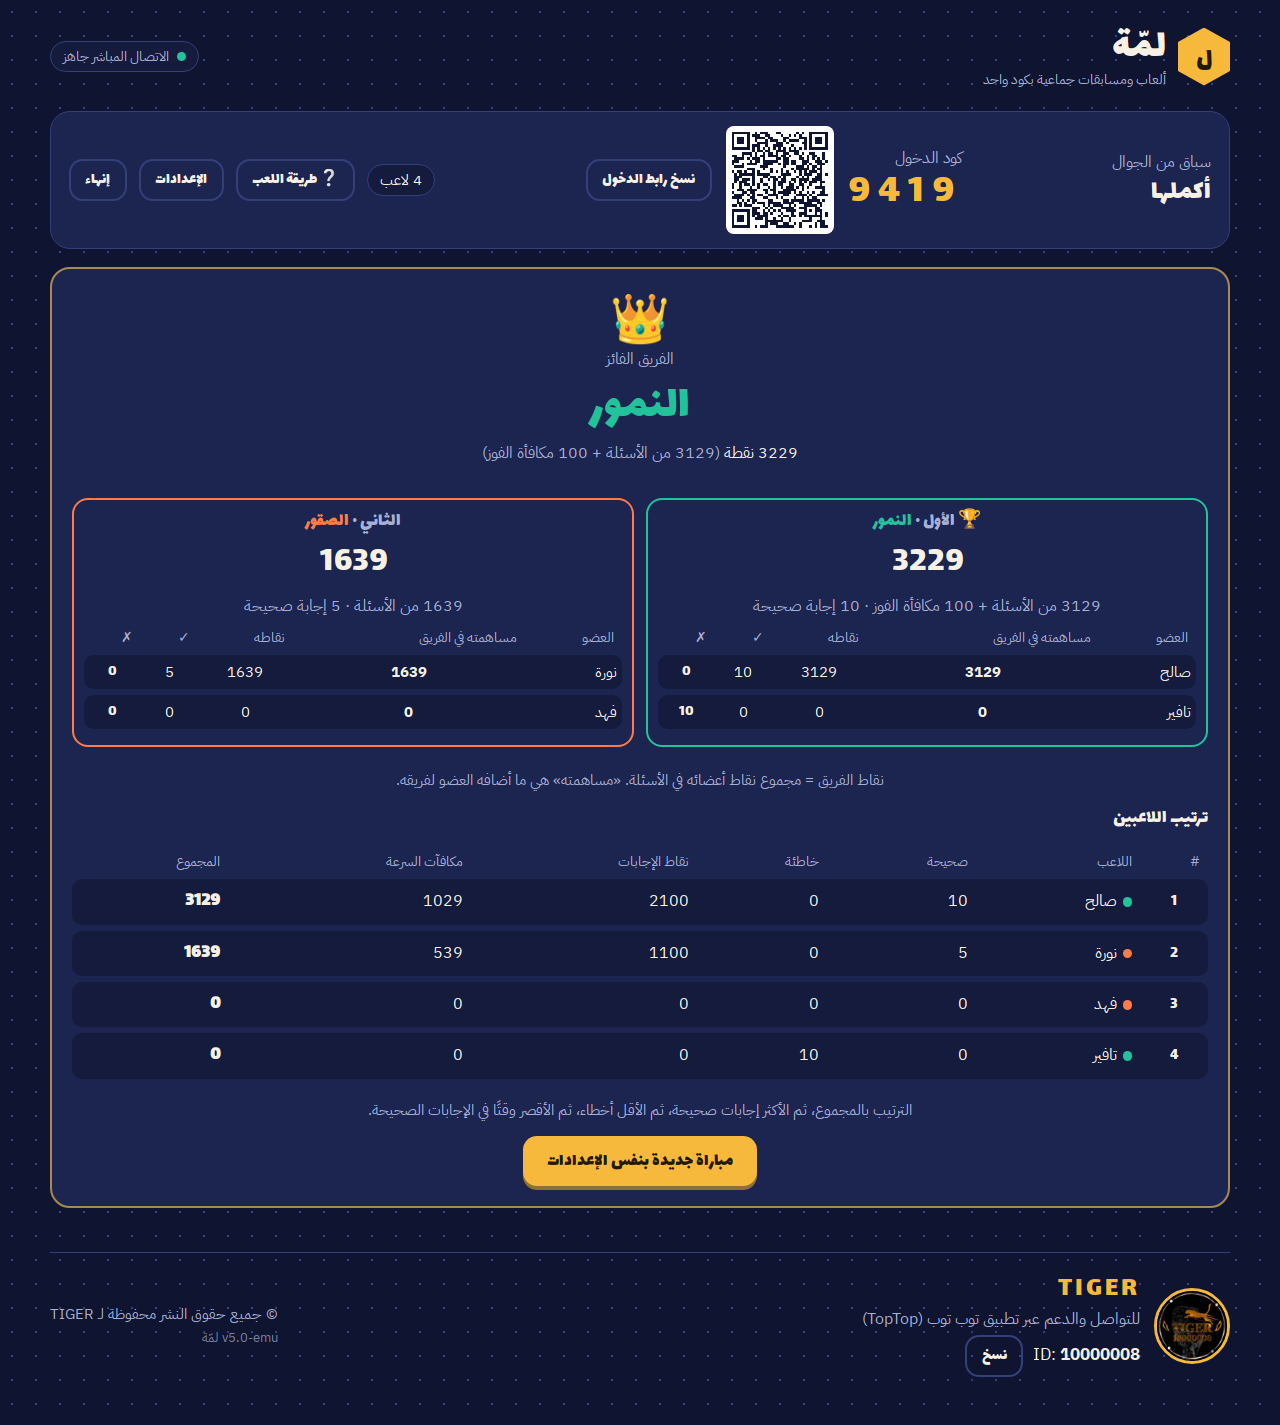 ل
لمّة
ألعاب ومسابقات جماعية بكود واحد
الاتصال المباشر جاهز
سباق من الجوال
أكملها
كود الدخول
9419
نسخ رابط الدخول
4 لاعب
❔ طريقة اللعب
الإعدادات
إنهاء
الفريق الفائز
النمور
3229 نقطة (3129 من الأسئلة + 100 مكافأة الفوز)
🏆 الأول · النمور
3229
3129 من الأسئلة + 100 مكافأة الفوز · 10 إجابة صحيحة
العضو مساهمته في الفريق نقاطه ✓ ✗
صالح 3129 3129 10 0
تافير 0 0 0 10
الثاني · الصقور
1639
1639 من الأسئلة · 5 إجابة صحيحة
العضو مساهمته في الفريق نقاطه ✓ ✗
نورة 1639 1639 5 0
فهد 0 0 0 0
نقاط الفريق = مجموع نقاط أعضائه في الأسئلة. «مساهمته» هي ما أضافه العضو لفريقه.
ترتيب اللاعبين
# اللاعب صحيحة خاطئة نقاط الإجابات مكافآت السرعة المجموع
1 صالح 10 0 2100 1029 3129
2 نورة 5 0 1100 539 1639
3 فهد 0 0 0 0 0
4 تافير 0 10 0 0 0
الترتيب بالمجموع، ثم الأكثر إجابات صحيحة، ثم الأقل أخطاء، ثم الأقصر وقتًا في الإجابات الصحيحة.
مباراة جديدة بنفس الإعدادات
TIGER
للتواصل والدعم عبر تطبيق توب توب (TopTop)
ID: 10000008
نسخ
TIGER
© جميع حقوق النشر محفوظة لـ TIGER
لمّة v5.0-emu